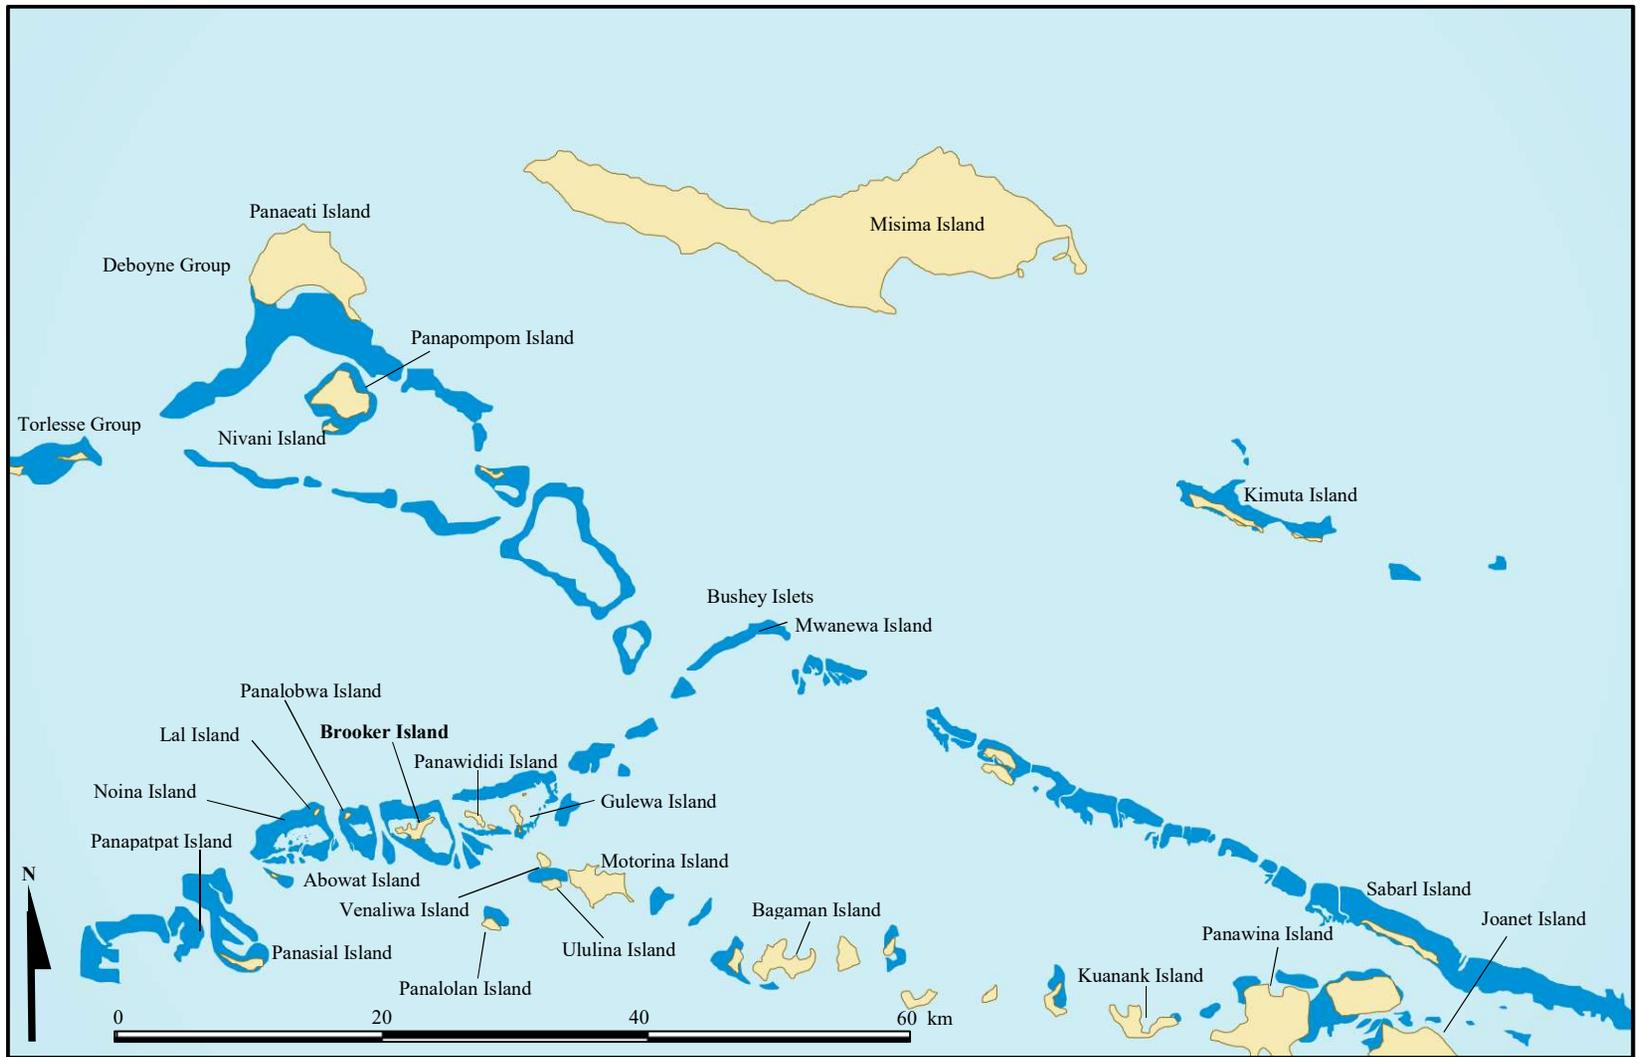 Panaeati Island
Misima Island
Deboyne Group
Panapompom Island
Torlesse Group
Nivani Island
Kimuta Island
Bushey Islets
Mwanewa Island
Panalobwa Island
Lal Island
Brooker Island
Panawididi Island
Noina Island
Gulewa Island
Panapatpat Island
Motorina Island
N
Abowat Island
Sabarl Island
Venaliwa Island
Bagaman Island
Joanet Island
Panawina Island
Panasial Island
Ululina Island
Kuanank Island
Panalolan Island
0 20 40 60 km